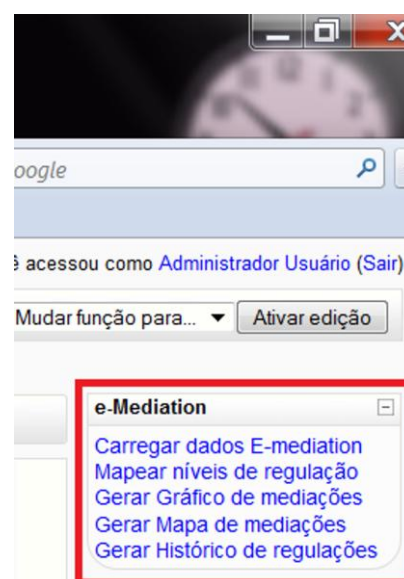 oogle
ê acessou como Administrador Usuário (Sair)
Mudar função para... Ativar edição
e-Mediation
Carregar dados E-mediation
Mapear níveis de regulação
Gerar Gráfico de mediações
Gerar Mapa de mediações
Gerar Histórico de regulações